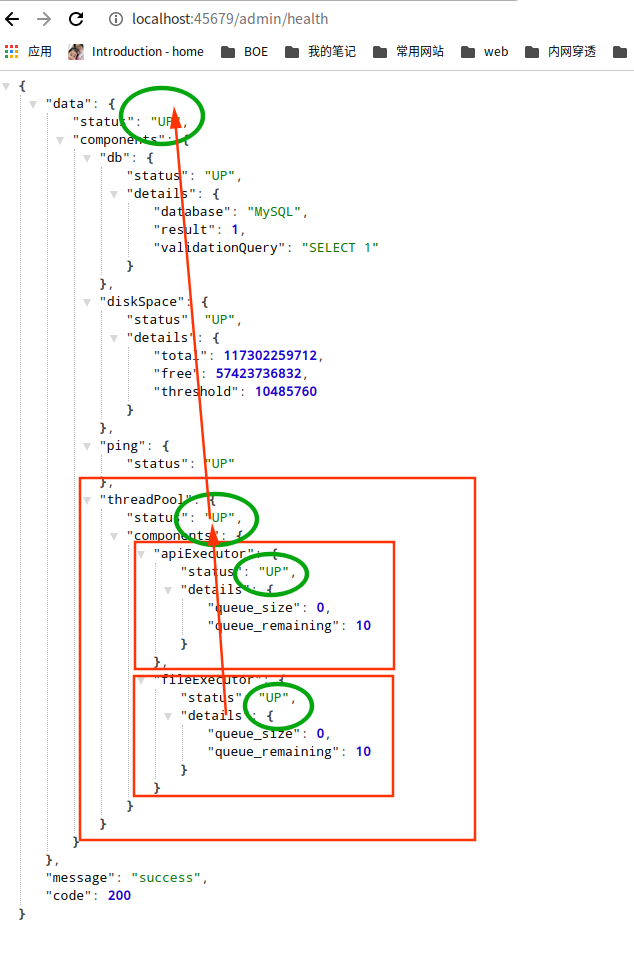 localhost:45679/admin/health
应用 Introduction - home BOE 我的笔记 常用网站 web 内网穿透
{
"data": {
"status": "UP",
"components": {
"db": {
"status": "UP",
"details": {
"database": "MySQL",
"result": 1,
"validationQuery": "SELECT 1"
}
},
"diskSpace": {
"status": "UP",
"details": {
"total": 117302259712,
"free": 57423736832,
"threshold": 10485760
}
},
"ping": {
"status": "UP"
},
"threadPool": {
"status": "UP",
"components": {
"apiExecutor": {
"status": "UP",
"details": {
"queue_size": 0,
"queue_remaining": 10
}
},
"fileExecutor": {
"status": "UP",
"details": {
"queue_size": 0,
"queue_remaining": 10
}
}
}
}
}
},
"message": "success",
"code": 200
}